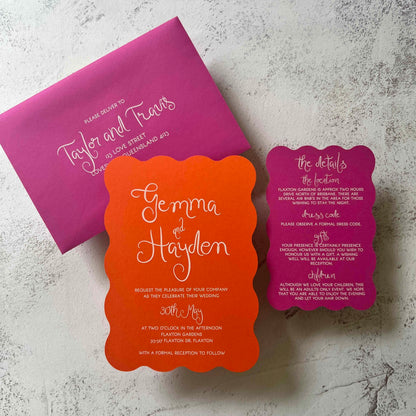 PLEASE DELIVER TO
Taylor and Travis
113 LOVE STREET
QUEENSLAND
Gemma
and
Hayden
REQUEST THE PLEASURE OF YOUR COMPANY
AS THEY CELEBRATE THEIR WEDDING
30th May
AT TWO O'CLOCK IN THE AFTERNOON
FLAXTON GARDENS
FLAXTON DR, FLAXTON
WITH A FORMAL RECEPTION TO FOLLOW
the details
the location
FLAXTON GARDENS IS APPROX TWO HOURS
DRIVE NORTH OF BRISBANE. THERE ARE
SEVERAL AIR BNB'S IN THE AREA FOR THOSE
WISHING TO STAY THE NIGHT.
dress code
PLEASE OBSERVE A FORMAL DRESS CODE.
gifts
YOUR PRESENCE IS CERTAINLY PRESENT
ENOUGH, HOWEVER SHOULD YOU WISH TO
HONOUR US WITH A GIFT, A WISHING
WELL WILL BE AVAILABLE AT OUR
RECEPTION.
children
ALTHOUGH WE LOVE YOUR CHILDREN, THIS
WILL BE AN ADULTS ONLY EVENT. WE HOPE
THAT YOU ARE ABLE TO ENJOY THE EVENING
AND LET YOUR HAIR DOWN.